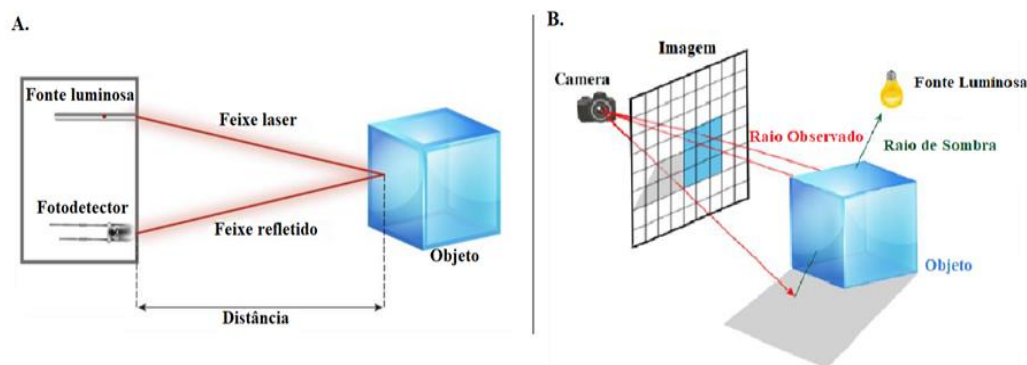 A.
Fonte luminosa
Feixe laser
Fotodetector
Feixe refletido
Objeto
Distância
B.
Imagem
Camera
Fonte Luminosa
Raio Observado
Raio de Sombra
Objeto